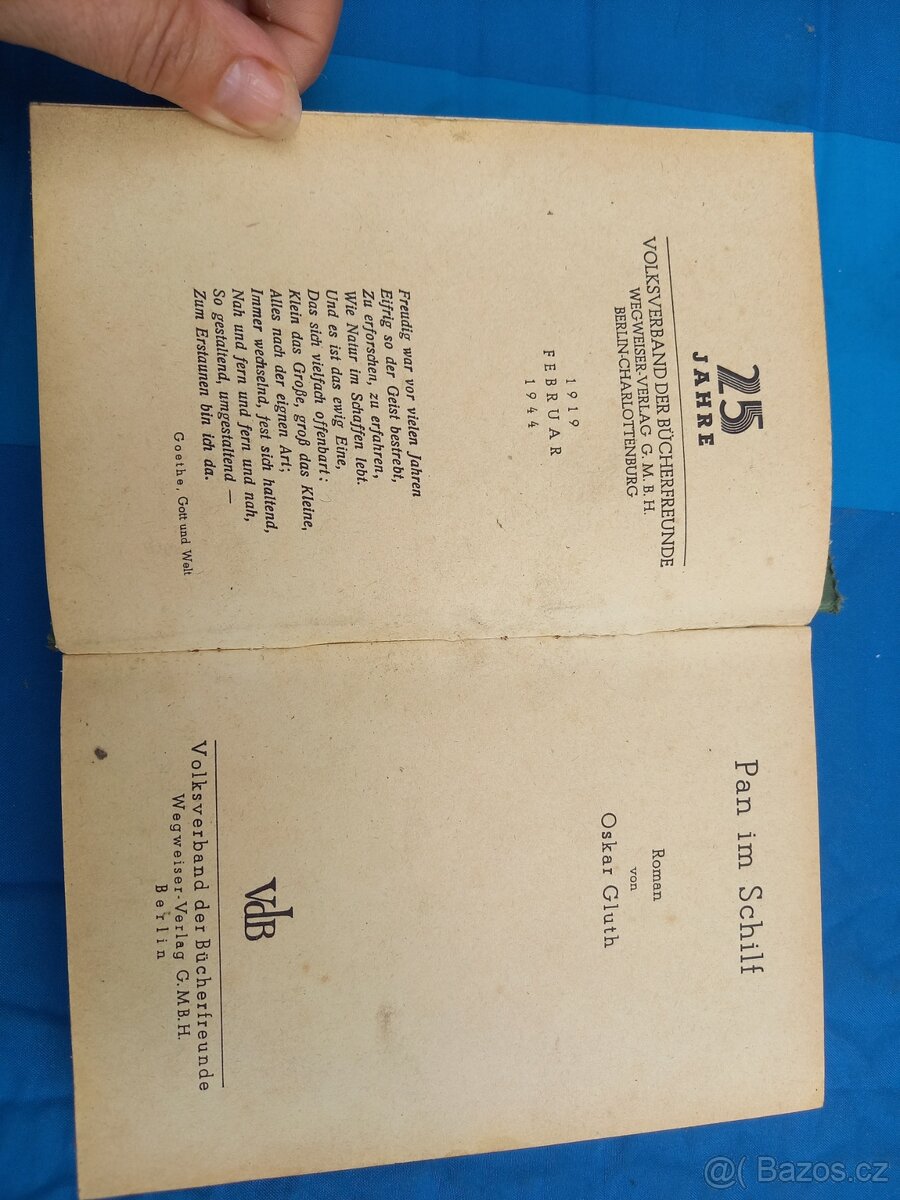 25
JAHRE
VOLKSVERBAND DER BÜCHERFREUNDE
WEGWEISER-VERLAG G.M.B.H.
BERLIN-CHARLOTTENBURG
1919
FEBRUAR
1944
Freudig war vor vielen Jahren
Eifrig so der Geist bestrebt,
Zu erforschen, zu erfahren,
Wie Natur im Schaffen lebt.
Und es ist das ewig Eine,
Das sich vielfach offenbart:
Klein das Große, groß das Kleine,
Alles nach der eignen Art;
Immer wechselnd, fest sich haltend,
Nah und fern und fern und nah,
So gestaltend, umgestaltend —
Zum Erstaunen bin ich da.
Goethe, Gott und Welt
Pan im Schilf
Roman
von
Oskar Gluth
VdB
Volksverband der Bücherfreunde
Wegweiser-Verlag G.M.B.H.
Berlin
@( Bazos.cz